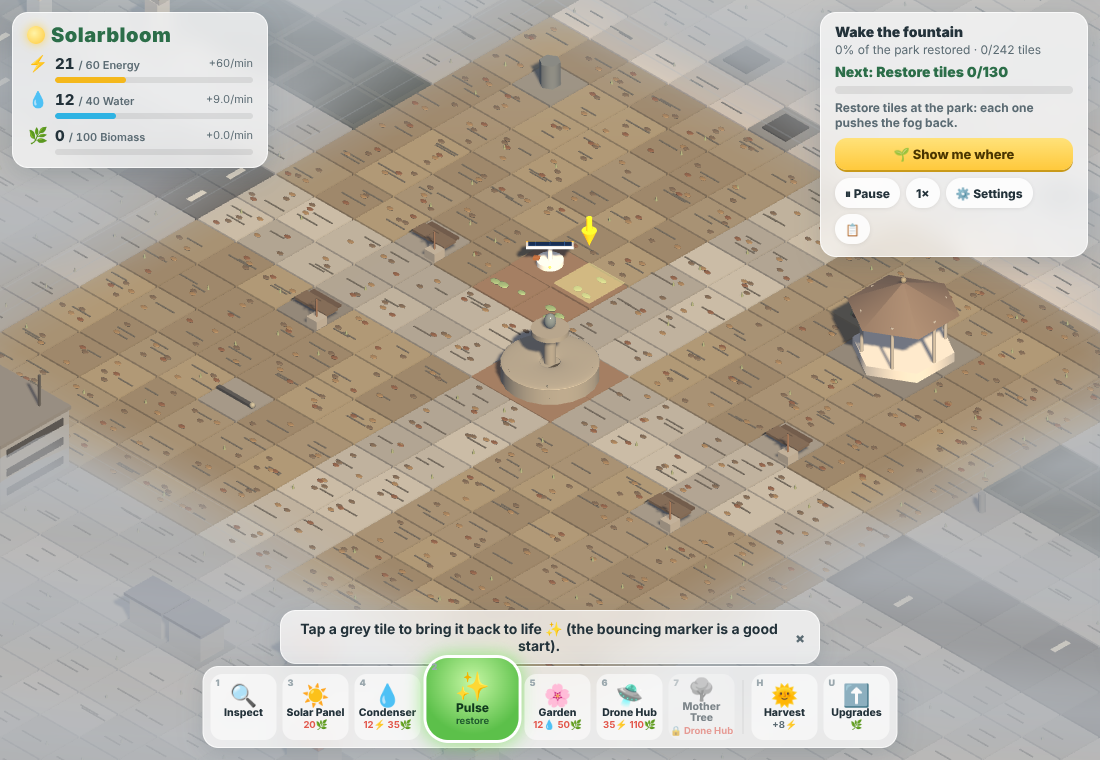 Solarbloom
21 / 60 Energy +60/min
12 / 40 Water +9.0/min
0 / 100 Biomass +0.0/min
Wake the fountain
0% of the park restored · 0/242 tiles
Next: Restore tiles 0/130
Restore tiles at the park: each one
pushes the fog back.
Show me where
Pause
1×
Settings
Tap a grey tile to bring it back to life ✨ (the bouncing marker is a good
start).
1
Inspect
3
Solar Panel
20
4
Condenser
12 35
Pulse
restore
5
Garden
12 50
6
Drone Hub
35 110
7
Mother
Tree
Drone Hub
H
Harvest
+8
U
Upgrades